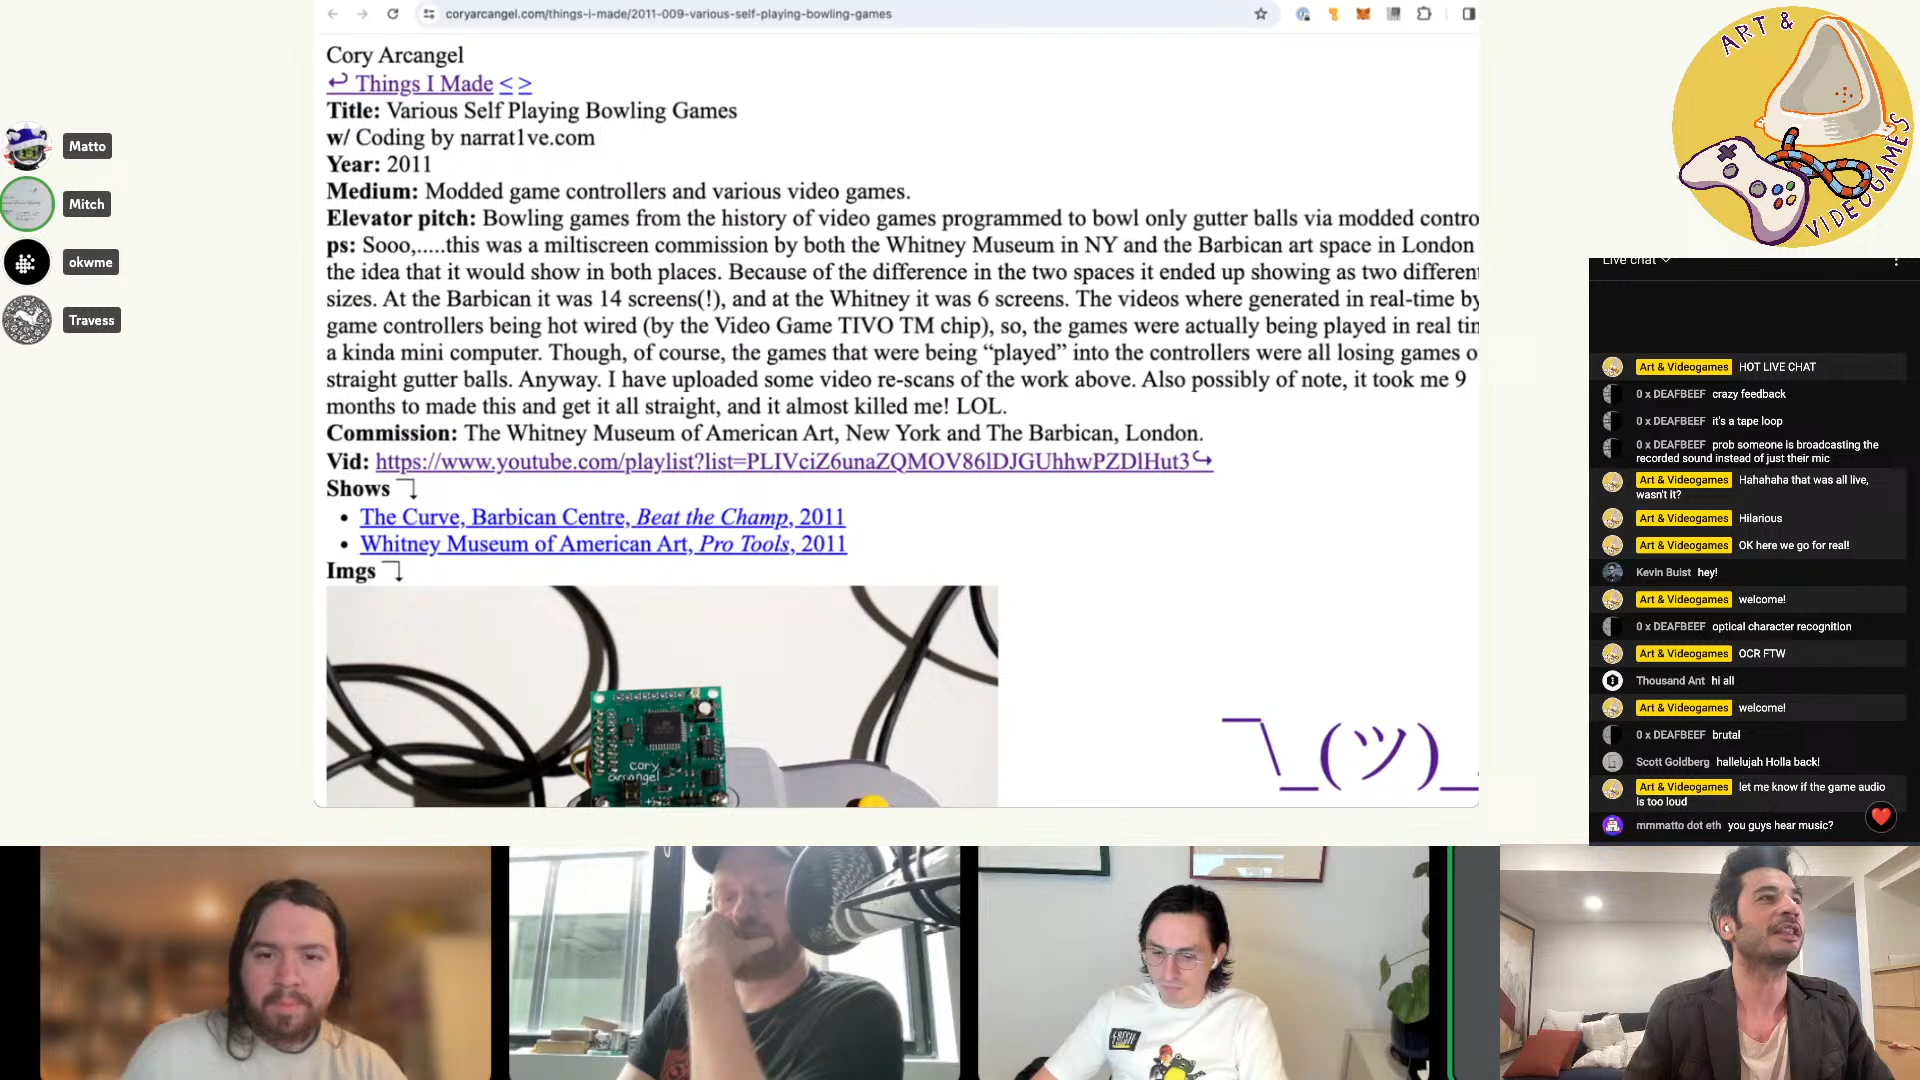 coryarcangel.com/things-i-made/2011-009-various-self-playing-bowling-games
Cory Arcangel
↩ Things I Made < >
Title: Various Self Playing Bowling Games
w/ Coding by narrat1ve.com
Year: 2011
Medium: Modded game controllers and various video games.
Elevator pitch: Bowling games from the history of video games programmed to bowl only gutter balls via modded contro
ps: Sooo,.....this was a miltiscreen commission by both the Whitney Museum in NY and the Barbican art space in London
the idea that it would show in both places. Because of the difference in the two spaces it ended up showing as two different
sizes. At the Barbican it was 14 screens(!), and at the Whitney it was 6 screens. The videos where generated in real-time by
game controllers being hot wired (by the Video Game TIVO TM chip), so, the games were actually being played in real tim
a kinda mini computer. Though, of course, the games that were being “played” into the controllers were all losing games o
straight gutter balls. Anyway. I have uploaded some video re-scans of the work above. Also possibly of note, it took me 9
months to made this and get it all straight, and it almost killed me! LOL.
Commission: The Whitney Museum of American Art, New York and The Barbican, London.
Vid: https://www.youtube.com/playlist?list=PLIVciZ6unaZQMOV86lDJGUhhwPZDlHut3↪
Shows
• The Curve, Barbican Centre, Beat the Champ, 2011
• Whitney Museum of American Art, Pro Tools, 2011
Imgs
cory
arcangel
¯\_(ツ)_
Matto
Mitch
okwme
Travess
ART &
VIDEOGAMES
Live chat
Art & Videogames HOT LIVE CHAT
0 x DEAFBEEF crazy feedback
0 x DEAFBEEF it's a tape loop
0 x DEAFBEEF prob someone is broadcasting the
recorded sound instead of just their mic
Art & Videogames Hahahaha that was all live,
wasn't it?
Art & Videogames Hilarious
Art & Videogames OK here we go for real!
Kevin Buist hey!
Art & Videogames welcome!
0 x DEAFBEEF optical character recognition
Art & Videogames OCR FTW
Thousand Ant hi all
Art & Videogames welcome!
0 x DEAFBEEF brutal
Scott Goldberg hallelujah Holla back!
Art & Videogames let me know if the game audio
is too loud
mmmatto dot eth you guys hear music?